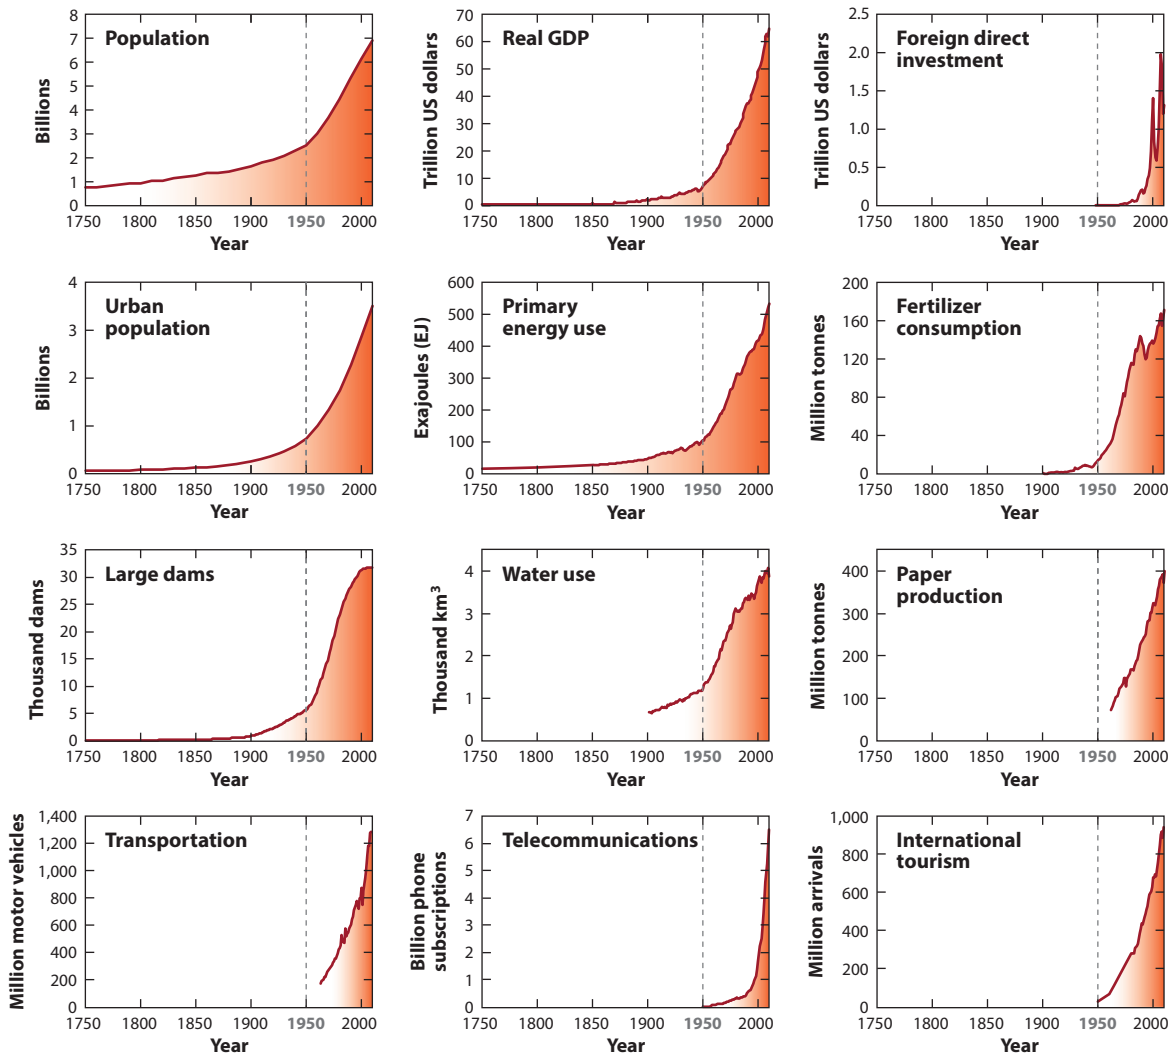 Population
Billions
8
7
6
5
4
3
2
1
0
1750 1800 1850 1900 1950 2000
Year
Real GDP
Trillion US dollars
70
60
50
40
30
20
10
0
1750 1800 1850 1900 1950 2000
Year
Foreign direct
investment
Trillion US dollars
2.5
2.0
1.5
1.0
0.5
0
1750 1800 1850 1900 1950 2000
Year
Urban
population
Billions
4
3
2
1
0
1750 1800 1850 1900 1950 2000
Year
Primary
energy use
Exajoules (EJ)
600
500
400
300
200
100
0
1750 1800 1850 1900 1950 2000
Year
Fertilizer
consumption
Million tonnes
200
160
120
80
40
0
1750 1800 1850 1900 1950 2000
Year
Large dams
Thousand dams
35
30
25
20
15
10
5
0
1750 1800 1850 1900 1950 2000
Year
Water use
Thousand km³
4
3
2
1
0
1750 1800 1850 1900 1950 2000
Year
Paper
production
Million tonnes
400
300
200
100
0
1750 1800 1850 1900 1950 2000
Year
Transportation
Million motor vehicles
1,400
1,200
1,000
800
600
400
200
0
1750 1800 1850 1900 1950 2000
Year
Telecommunications
Billion phone
subscriptions
7
6
5
4
3
2
1
0
1750 1800 1850 1900 1950 2000
Year
International
tourism
Million arrivals
1,000
800
600
400
200
0
1750 1800 1850 1900 1950 2000
Year